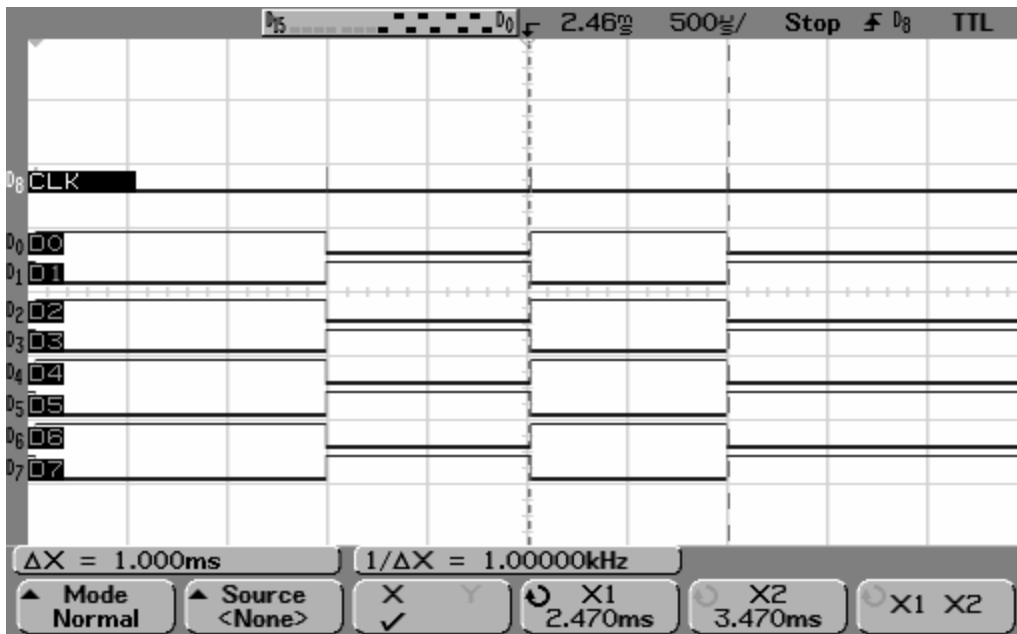 D15 D0 2.46m/s 500µs/ Stop D8 TTL
D8 CLK
D0 D0
D1 D1
D2 D2
D3 D3
D4 D4
D5 D5
D6 D6
D7 D7
ΔX = 1.000ms 1/ΔX = 1.00000kHz
Mode Source X Y X1 X2 X1 X2
Normal <None> ✓ 2.470ms 3.470ms